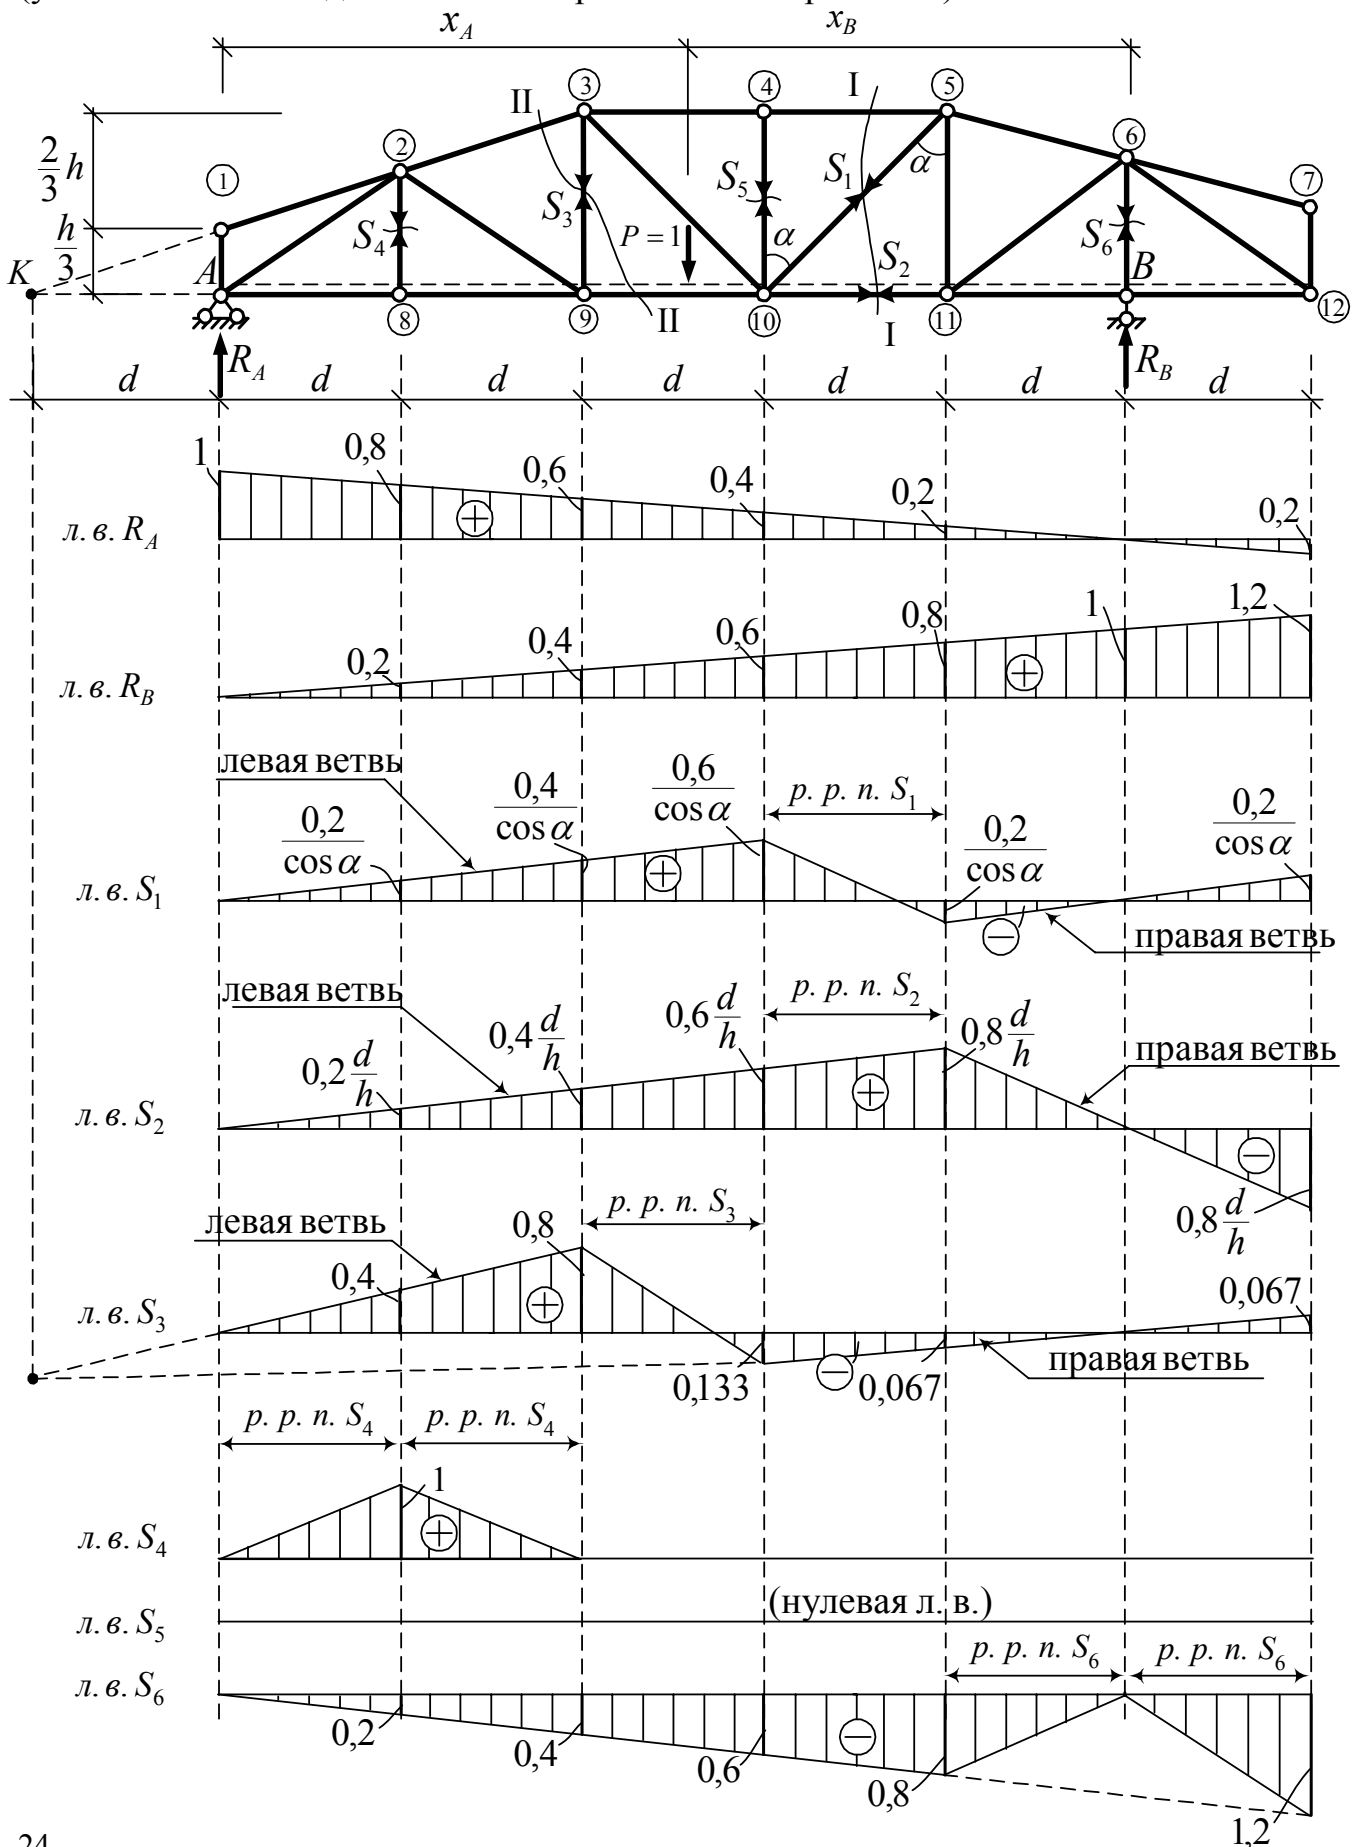 x_A x_B
① ② ③ ④ ⑤ ⑥ ⑦
II I
2/3 h
h/3
K A S_4 S_3 P = 1 S_5 α S_1 α S_2 S_6 B
⑧ ⑨ II ⑩ I ⑪ ⑫
R_A R_B
d d d d d d d
л. в. R_A 1 0,8 0,6 0,4 0,2 0,2
+
л. в. R_B 0,2 0,4 0,6 0,8 1 1,2
+
левая ветвь р. р. п. S_1
л. в. S_1 0,2/cos α 0,4/cos α 0,6/cos α 0,2/cos α 0,2/cos α
+ − правая ветвь
левая ветвь р. р. п. S_2 правая ветвь
л. в. S_2 0,2 d/h 0,4 d/h 0,6 d/h 0,8 d/h 0,8 d/h
+ −
левая ветвь р. р. п. S_3
л. в. S_3 0,4 0,8 0,133 0,067 0,067
+ − правая ветвь
р. р. п. S_4 р. р. п. S_4
л. в. S_4 1
+
л. в. S_5 (нулевая л. в.)
р. р. п. S_6 р. р. п. S_6
л. в. S_6 0,2 0,4 0,6 0,8 1,2
−